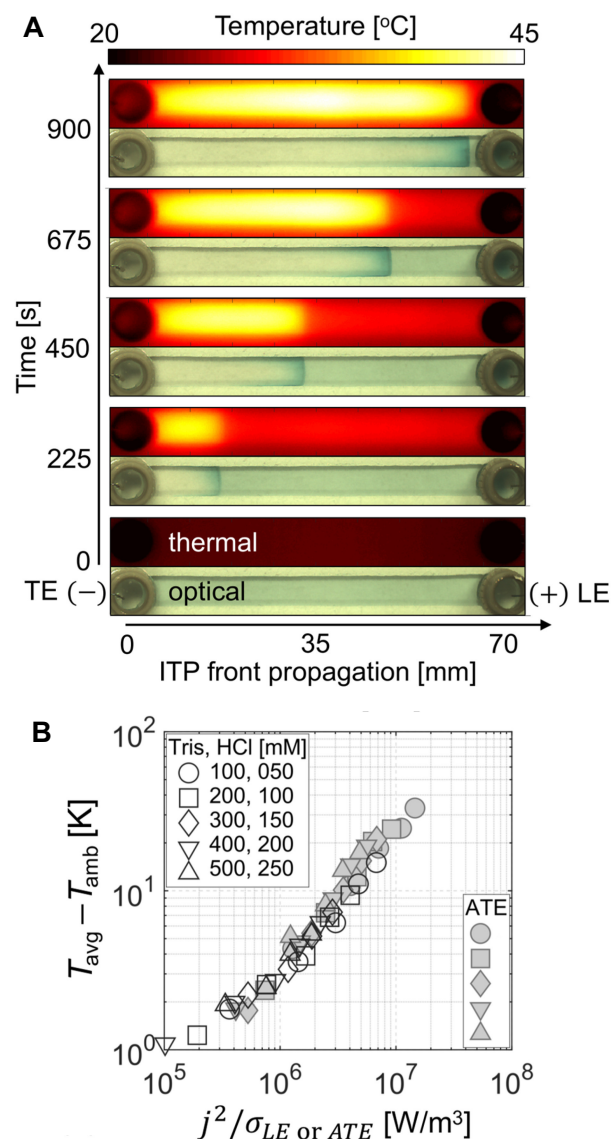 A
Temperature [°C]
20
45
900
675
450
225
0
Time [s]
thermal
optical
TE (−)
(+) LE
0
35
70
ITP front propagation [mm]
B
10²
10¹
10⁰
T_avg − T_amb [K]
Tris, HCl [mM]
100, 050
200, 100
300, 150
400, 200
500, 250
ATE
10⁵
10⁶
10⁷
10⁸
j²/σ_LE or ATE [W/m³]